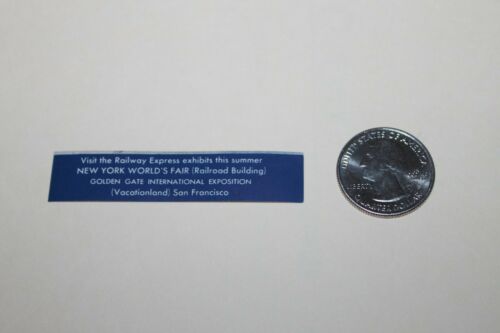 Visit the Railway Express exhibits this summer
NEW YORK WORLD'S FAIR (Railroad Building)
GOLDEN GATE INTERNATIONAL EXPOSITION
(Vacationland) San Francisco
UNITED STATES OF AMERICA
LIBERTY
QUARTER DOLLAR